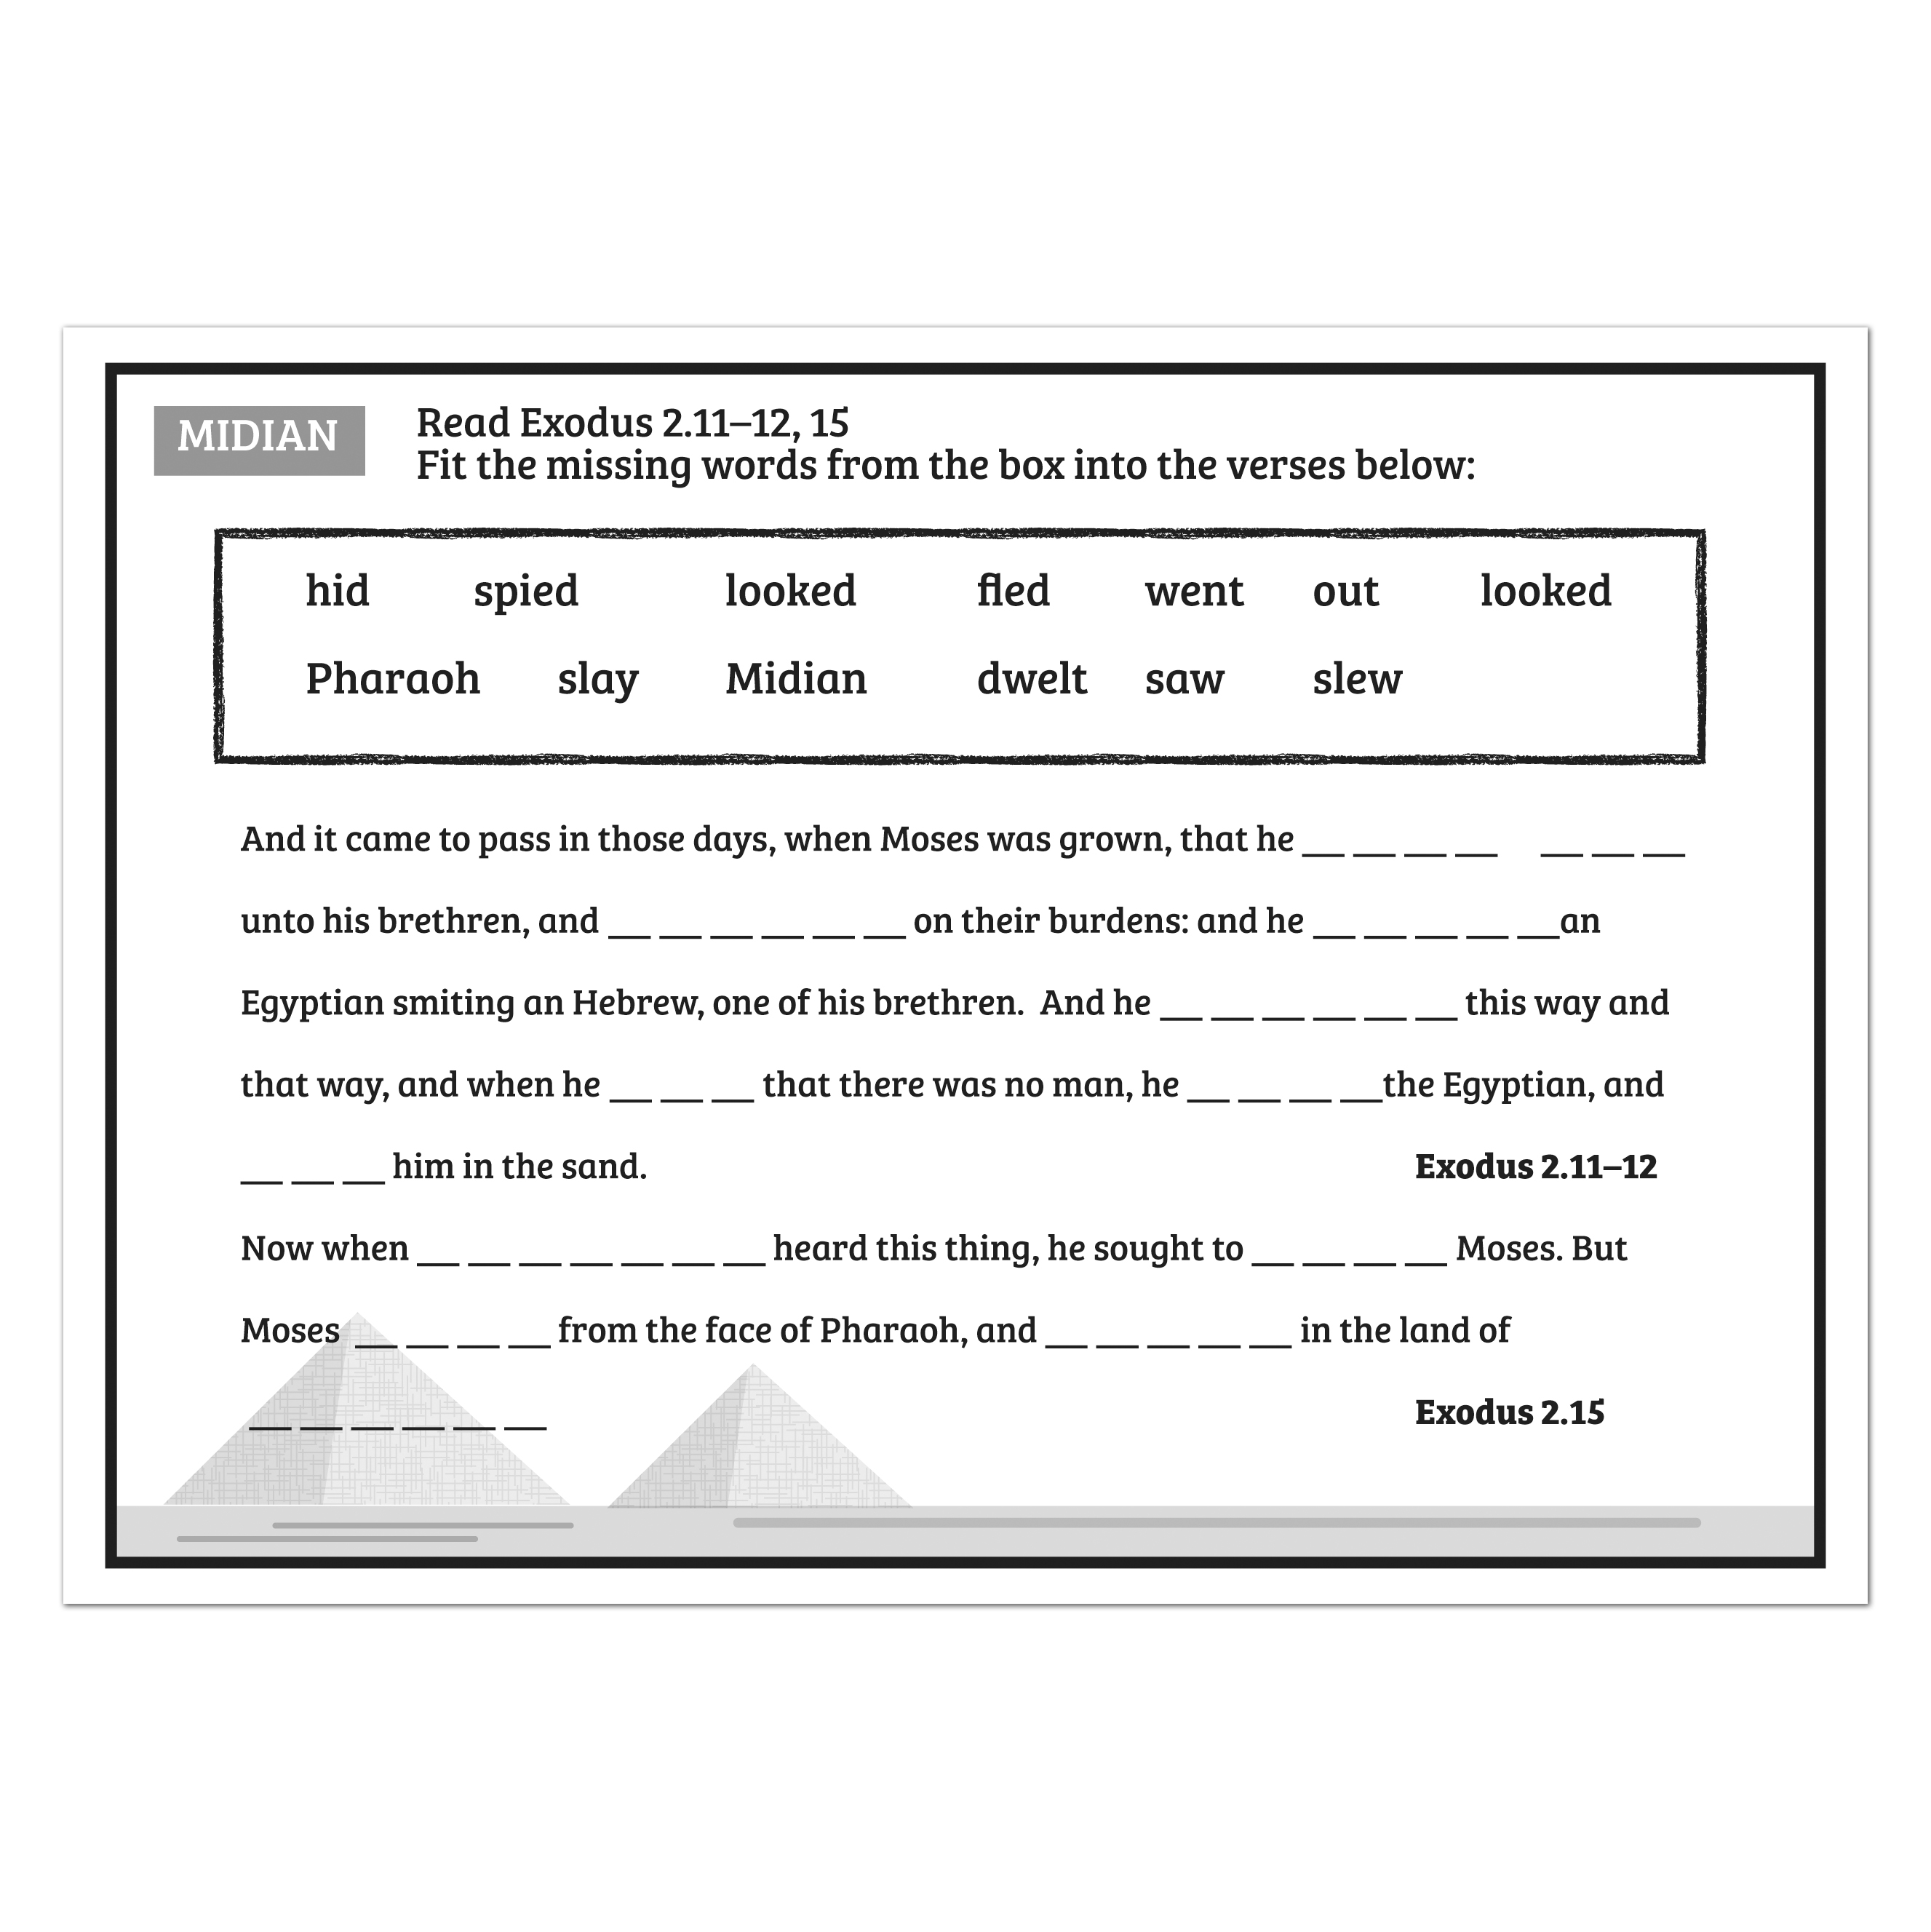 MIDIAN
Read Exodus 2.11–12, 15
Fit the missing words from the box into the verses below:
hid spied looked fled went out looked
Pharaoh slay Midian dwelt saw slew
And it came to pass in those days, when Moses was grown, that he __ __ __ __   __ __ __
unto his brethren, and __ __ __ __ __ __ on their burdens: and he __ __ __ __ __an
Egyptian smiting an Hebrew, one of his brethren.  And he __ __ __ __ __ __ this way and
that way, and when he __ __ __ that there was no man, he __ __ __ __the Egyptian, and
__ __ __ him in the sand. Exodus 2.11–12
Now when __ __ __ __ __ __ __ heard this thing, he sought to __ __ __ __ Moses. But
Moses __ __ __ __ from the face of Pharaoh, and __ __ __ __ __ in the land of
__ __ __ __ __ __ Exodus 2.15